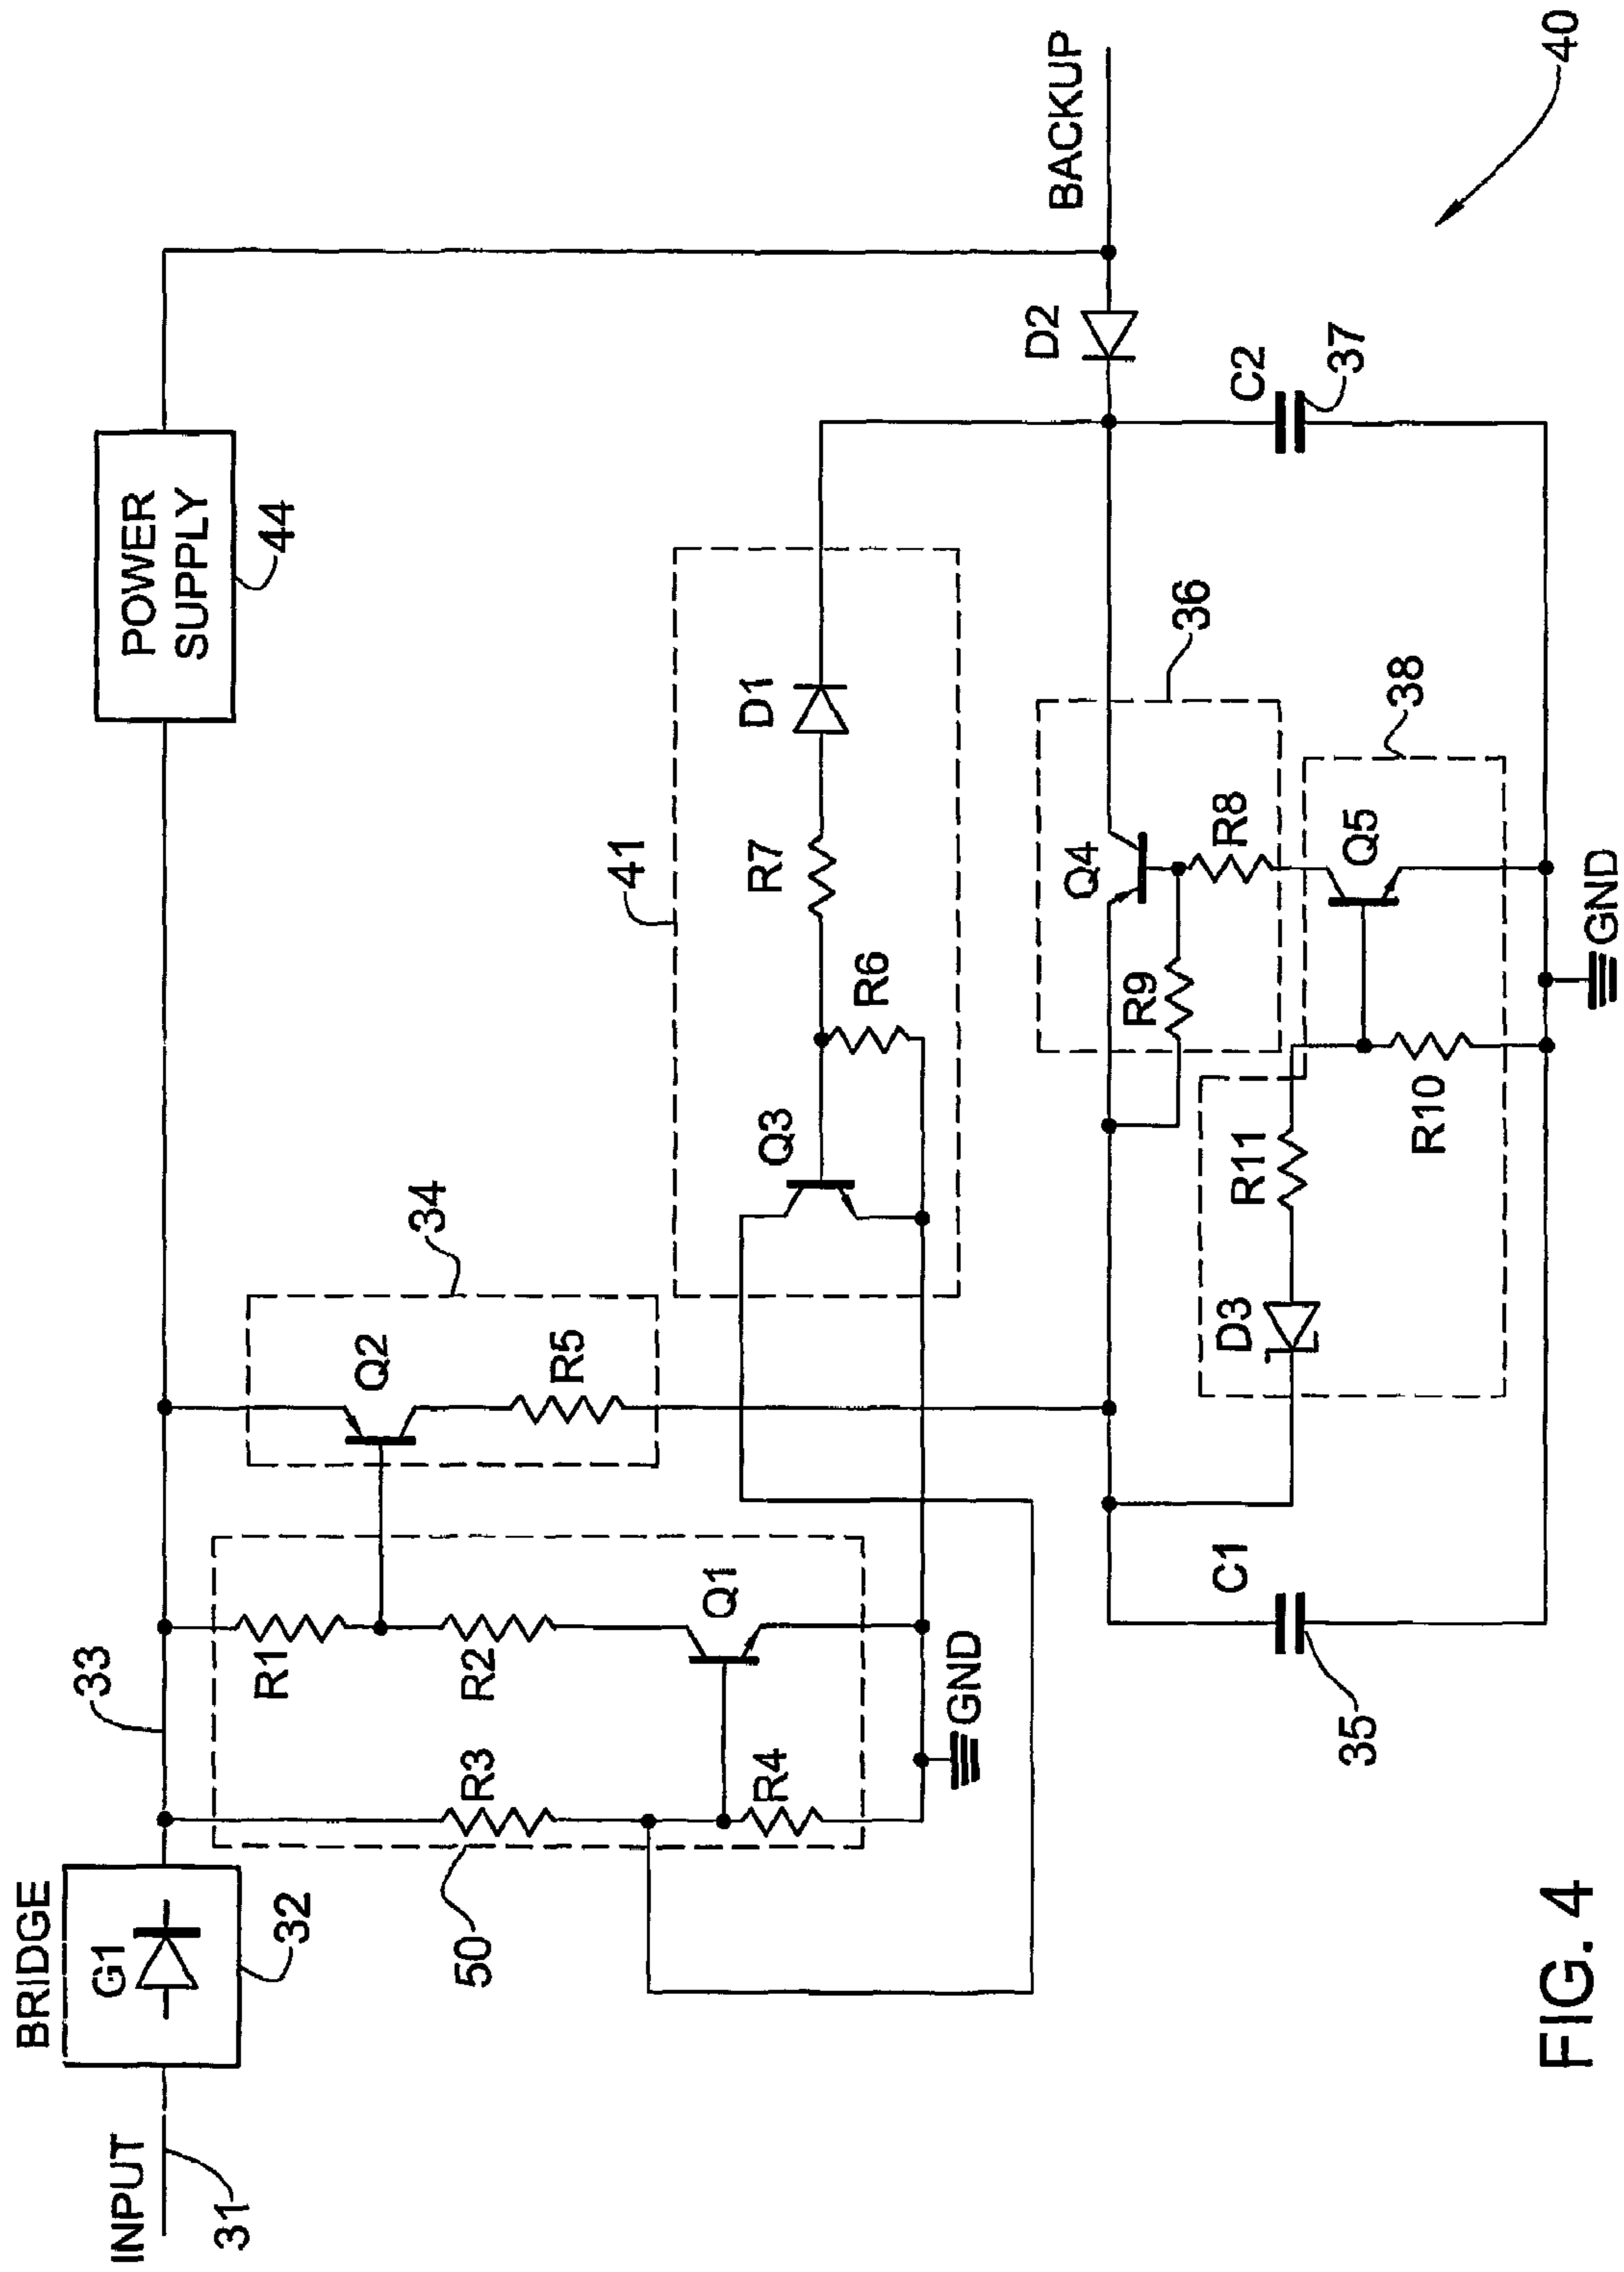 BRIDGE
INPUT
31
G1
32
33
POWER
SUPPLY
44
R1
R2
R3
R4
Q1
50
GND
34
Q2
R5
41
Q3
R6
R7
D1
BACKUP
D2
C2
37
36
Q4
R9
R8
38
Q5
R10
R11
D3
C1
35
GND
40
FIG. 4